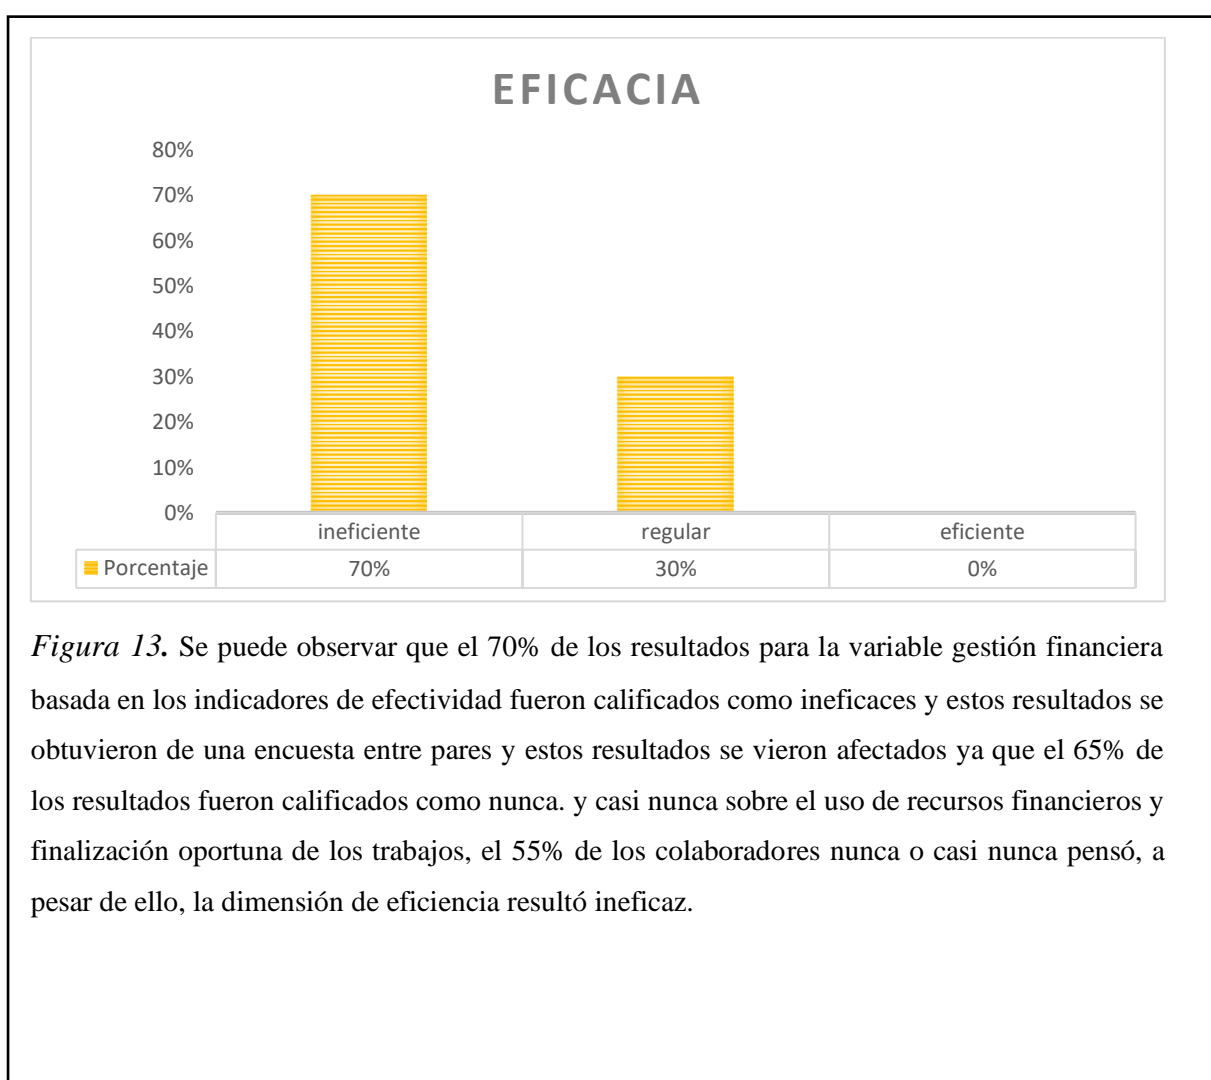 EFICACIA
80%
70%
60%
50%
40%
30%
20%
10%
0%
ineficiente regular eficiente
Porcentaje 70% 30% 0%
Figura 13. Se puede observar que el 70% de los resultados para la variable gestión financiera
basada en los indicadores de efectividad fueron calificados como ineficaces y estos resultados se
obtuvieron de una encuesta entre pares y estos resultados se vieron afectados ya que el 65% de
los resultados fueron calificados como nunca. y casi nunca sobre el uso de recursos financieros y
finalización oportuna de los trabajos, el 55% de los colaboradores nunca o casi nunca pensó, a
pesar de ello, la dimensión de eficiencia resultó ineficaz.